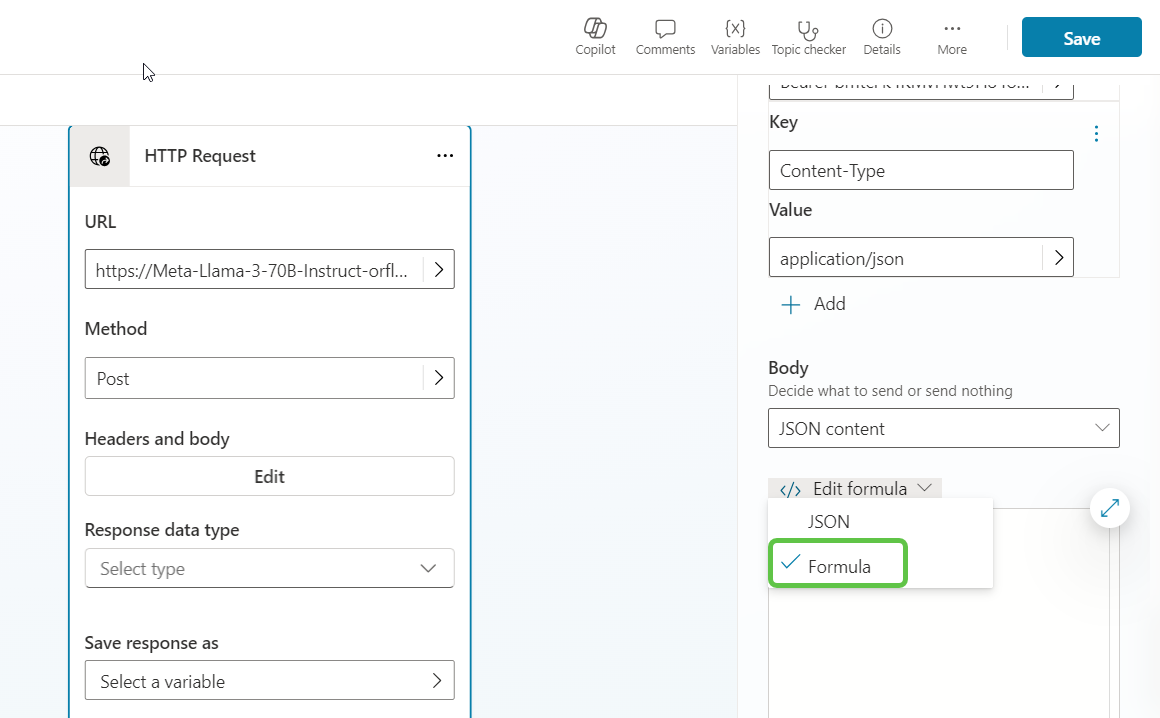 Copilot
Comments
{x}
Variables
Topic checker
Details
More
Save
HTTP Request
URL
https://Meta-Llama-3-70B-Instruct-orfl...
Method
Post
Headers and body
Edit
Response data type
Select type
Save response as
Select a variable
Key
Content-Type
Value
application/json
Add
Body
Decide what to send or send nothing
JSON content
</> Edit formula
JSON
Formula